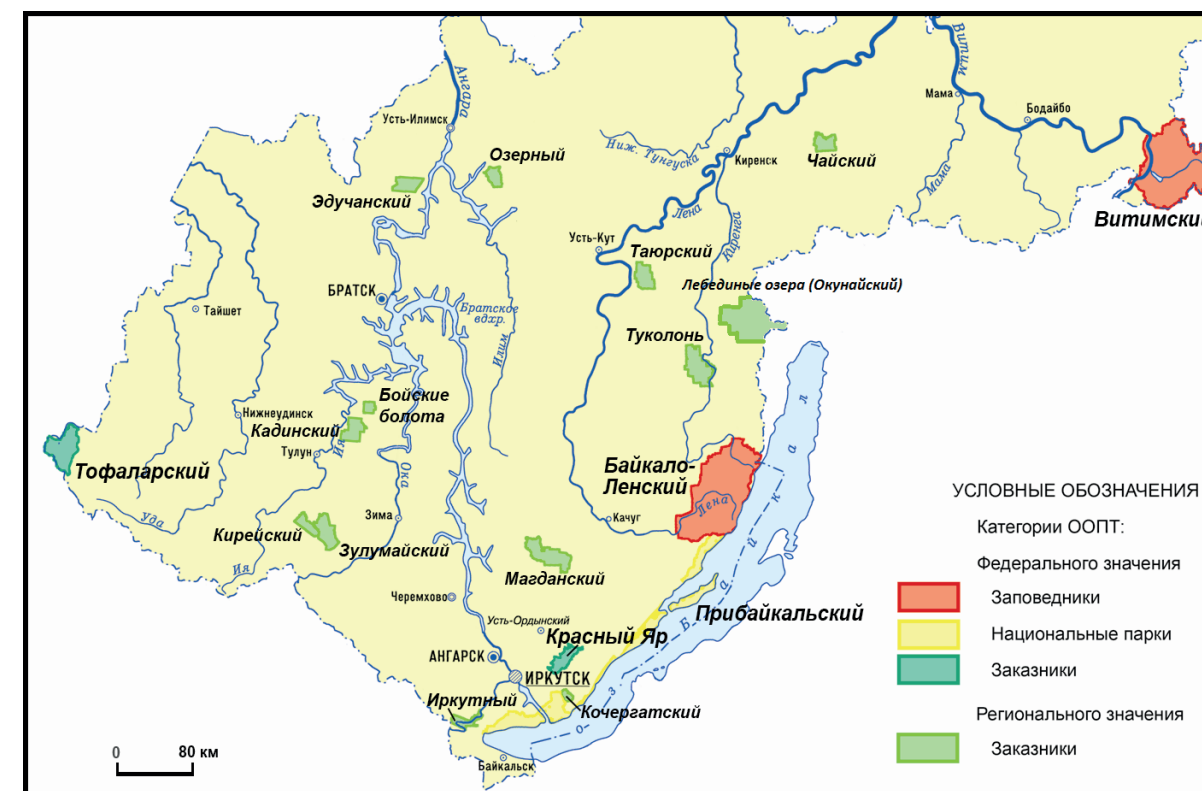 Ангара
Витим
Мама
Бодайбо
Усть-Илимск
Озерный
Ниж. Тунгуска
Киренск
Чайский
Эдучанский
Мама
Лена
Киренга
Витимский
Усть-Кут
Таюрский
Лебединые озера (Окунайский)
БРАТСК
Тайшет
Братское
вдхр.
Илим
Туколонь
Бойские
болота
Нижнеудинск
Кадинский
Тулун
Ия
Ока
Тофаларский
Байкало-
Ленский
Лена
Уда
Зима
Качуг
Кирейский
Зулумайский
Ия
Магданский
Черемхово
Усть-Ордынский
Красный Яр
Прибайкальский
АНГАРСК
ИРКУТСК
Иркутный
Кочергатский
Байкальск
о з. Б а й к а л
0 80 км
УСЛОВНЫЕ ОБОЗНАЧЕНИЯ
Категории ООПТ:
Федерального значения
Заповедники
Национальные парки
Заказники
Регионального значения
Заказники